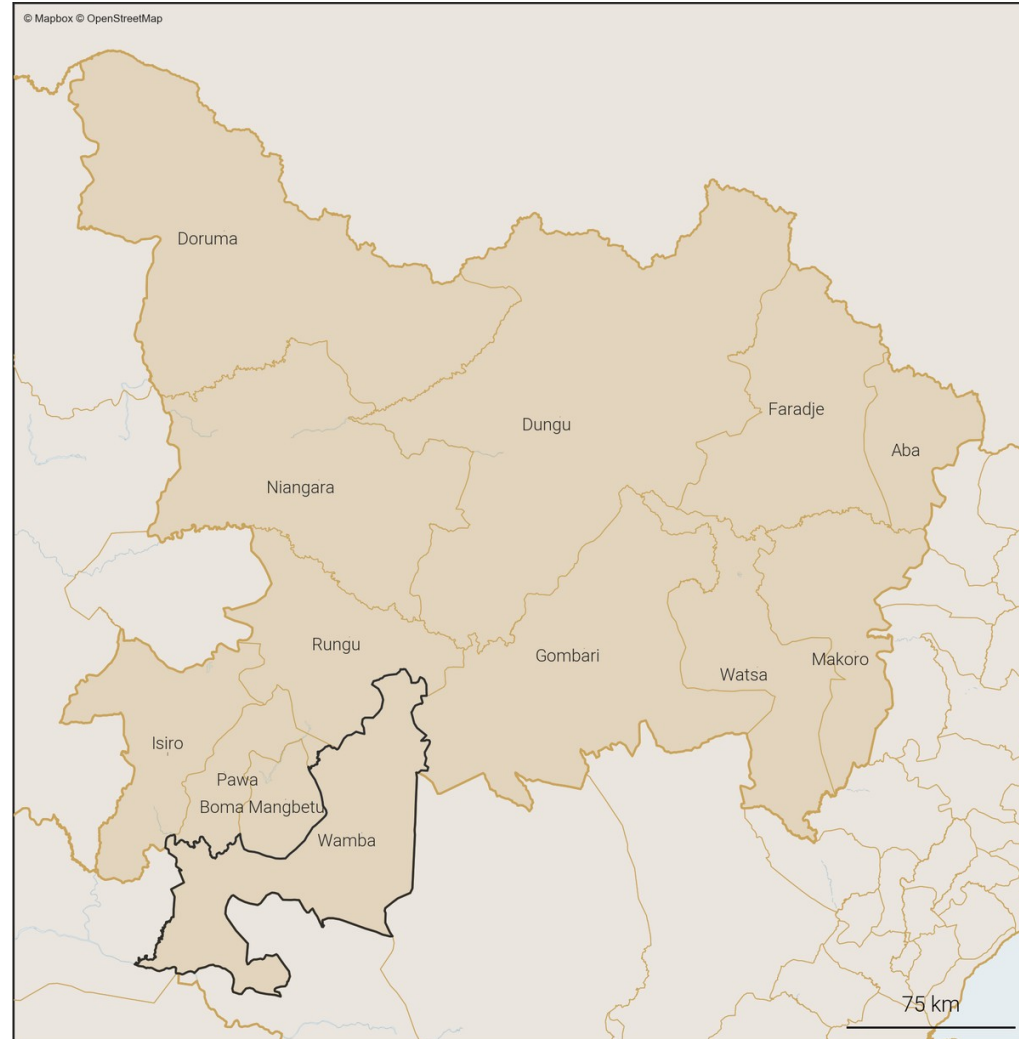 © Mapbox © OpenStreetMap
Doruma
Faradje
Dungu
Aba
Niangara
Rungu
Gombari
Makoro
Watsa
Isiro
Pawa
Boma Mangbetu
Wamba
75 km